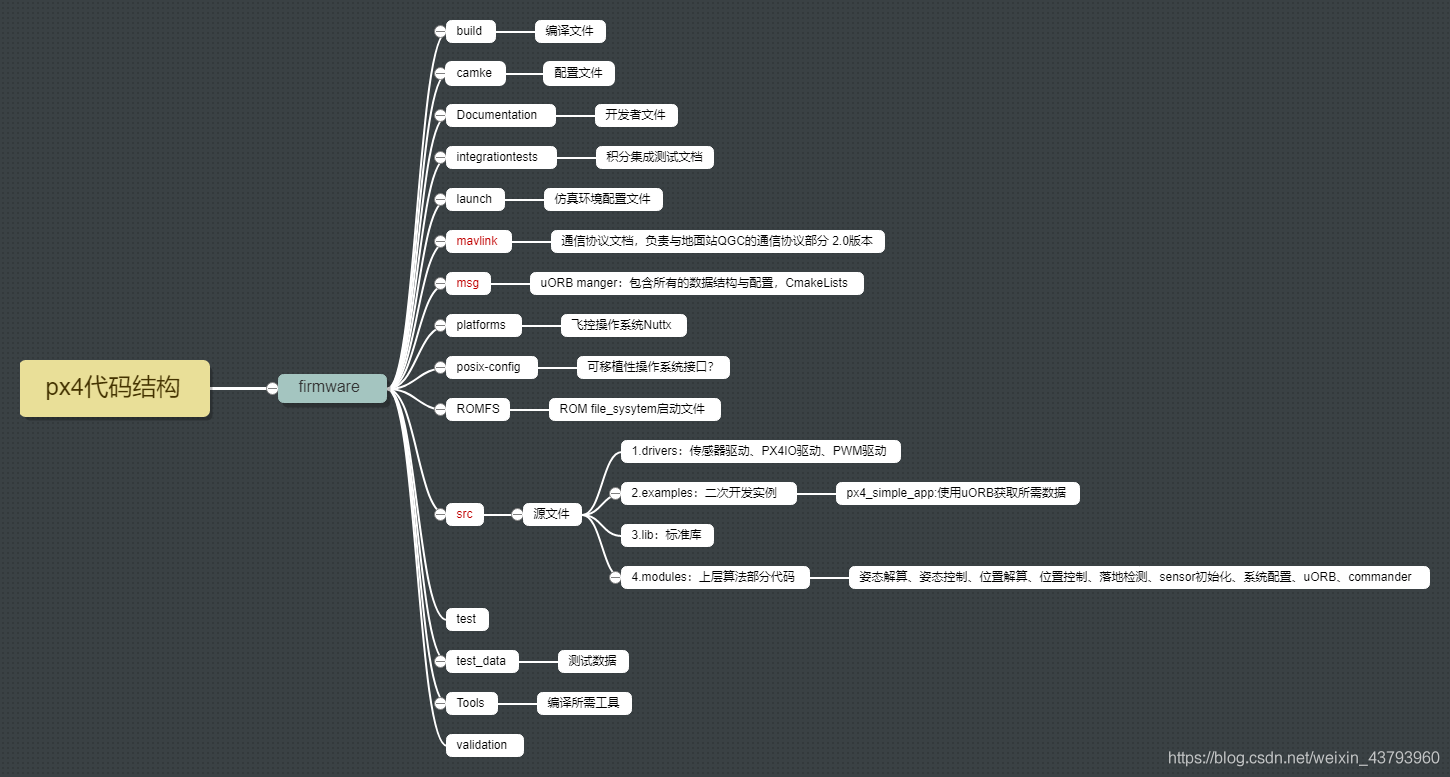 px4代码结构
firmware
build
编译文件
camke
配置文件
Documentation
开发者文件
integrationtests
积分集成测试文档
launch
仿真环境配置文件
mavlink
通信协议文档，负责与地面站QGC的通信协议部分 2.0版本
msg
uORB manger：包含所有的数据结构与配置，CmakeLists
platforms
飞控操作系统Nuttx
posix-config
可移植性操作系统接口？
ROMFS
ROM file_sysytem启动文件
src
源文件
1.drivers：传感器驱动、PX4IO驱动、PWM驱动
2.examples：二次开发实例
px4_simple_app:使用uORB获取所需数据
3.lib：标准库
4.modules：上层算法部分代码
姿态解算、姿态控制、位置解算、位置控制、落地检测、sensor初始化、系统配置、uORB、commander
test
test_data
测试数据
Tools
编译所需工具
validation
https://blog.csdn.net/weixin_43793960